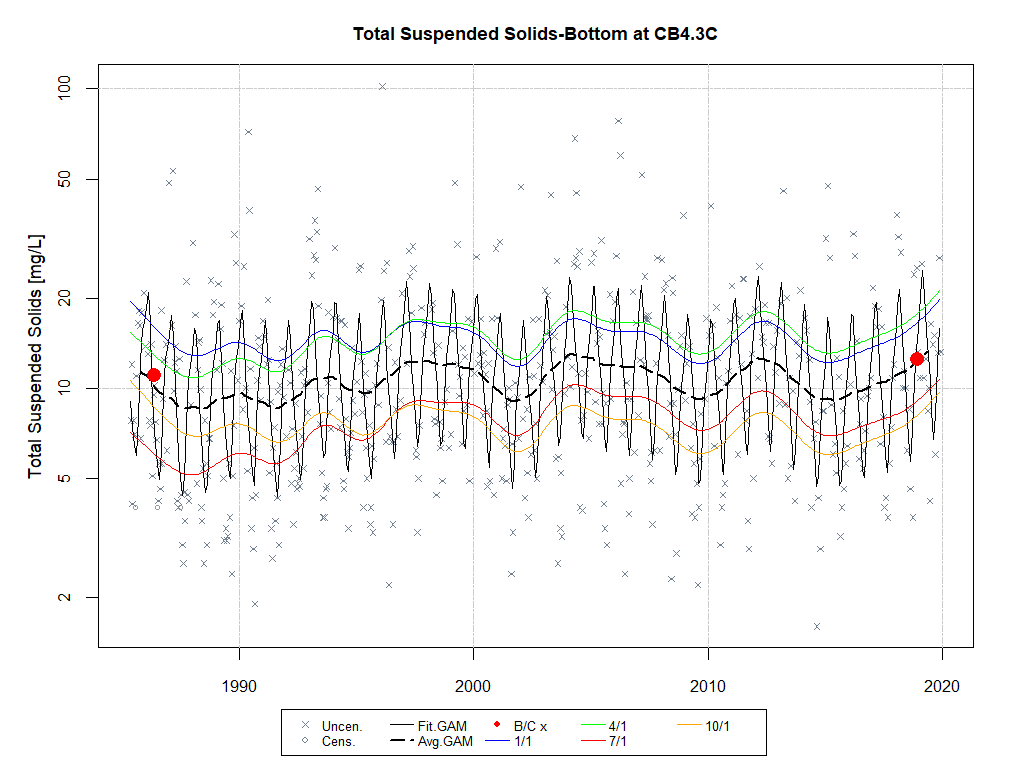 Total Suspended Solids-Bottom at CB4.3C
Total Suspended Solids [mg/L]
100
50
20
10
5
2
1990 2000 2010 2020
Uncen. Fit.GAM B/C x 4/1 10/1
Cens. Avg.GAM 1/1 7/1